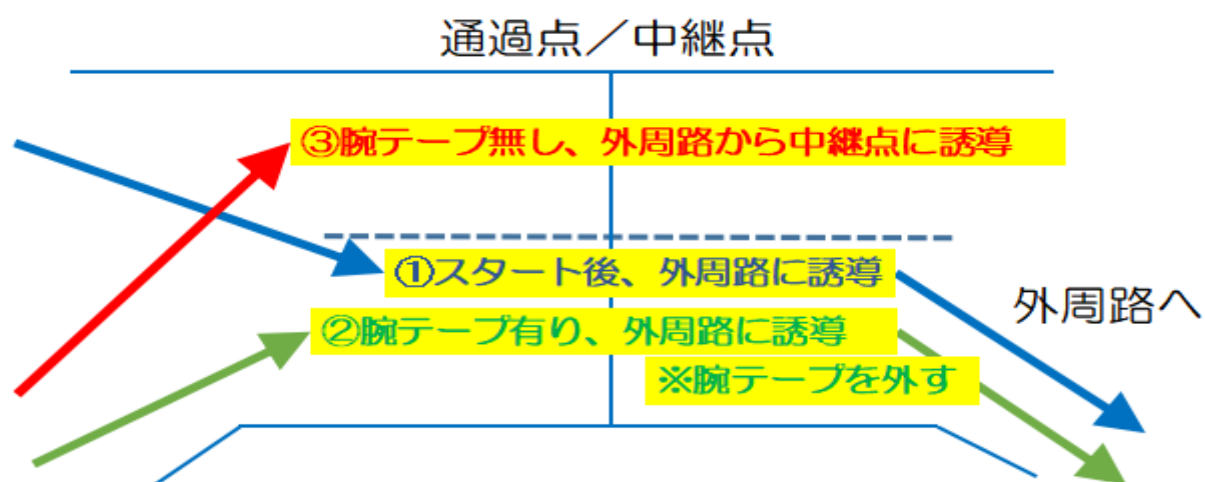 通過点／中継点
③腕テープ無し、外周路から中継点に誘導
①スタート後、外周路に誘導
外周路へ
②腕テープ有り、外周路に誘導
※腕テープを外す